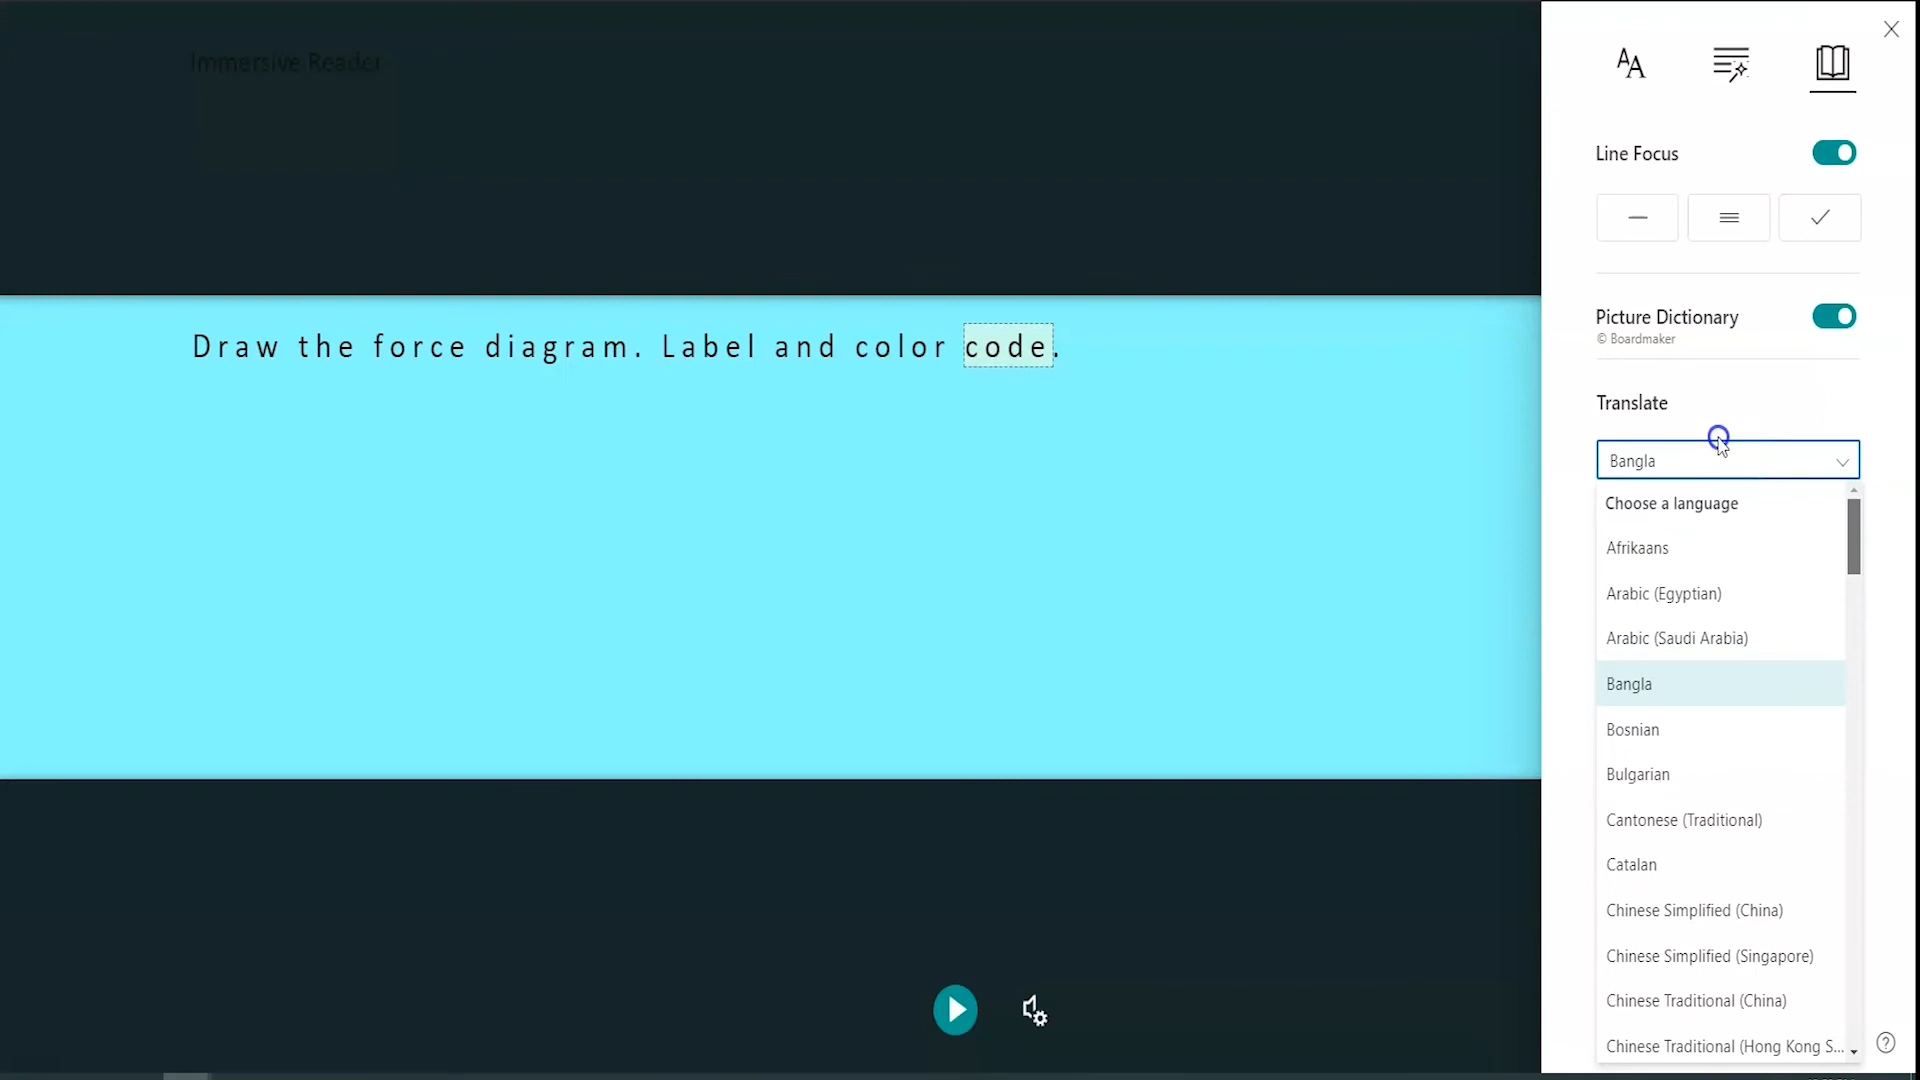 Immersive Reader
Draw the force diagram. Label and color code.
Line Focus
Picture Dictionary
© Boardmaker
Translate
Bangla
Choose a language
Afrikaans
Arabic (Egyptian)
Arabic (Saudi Arabia)
Bangla
Bosnian
Bulgarian
Cantonese (Traditional)
Catalan
Chinese Simplified (China)
Chinese Simplified (Singapore)
Chinese Traditional (China)
Chinese Traditional (Hong Kong S...